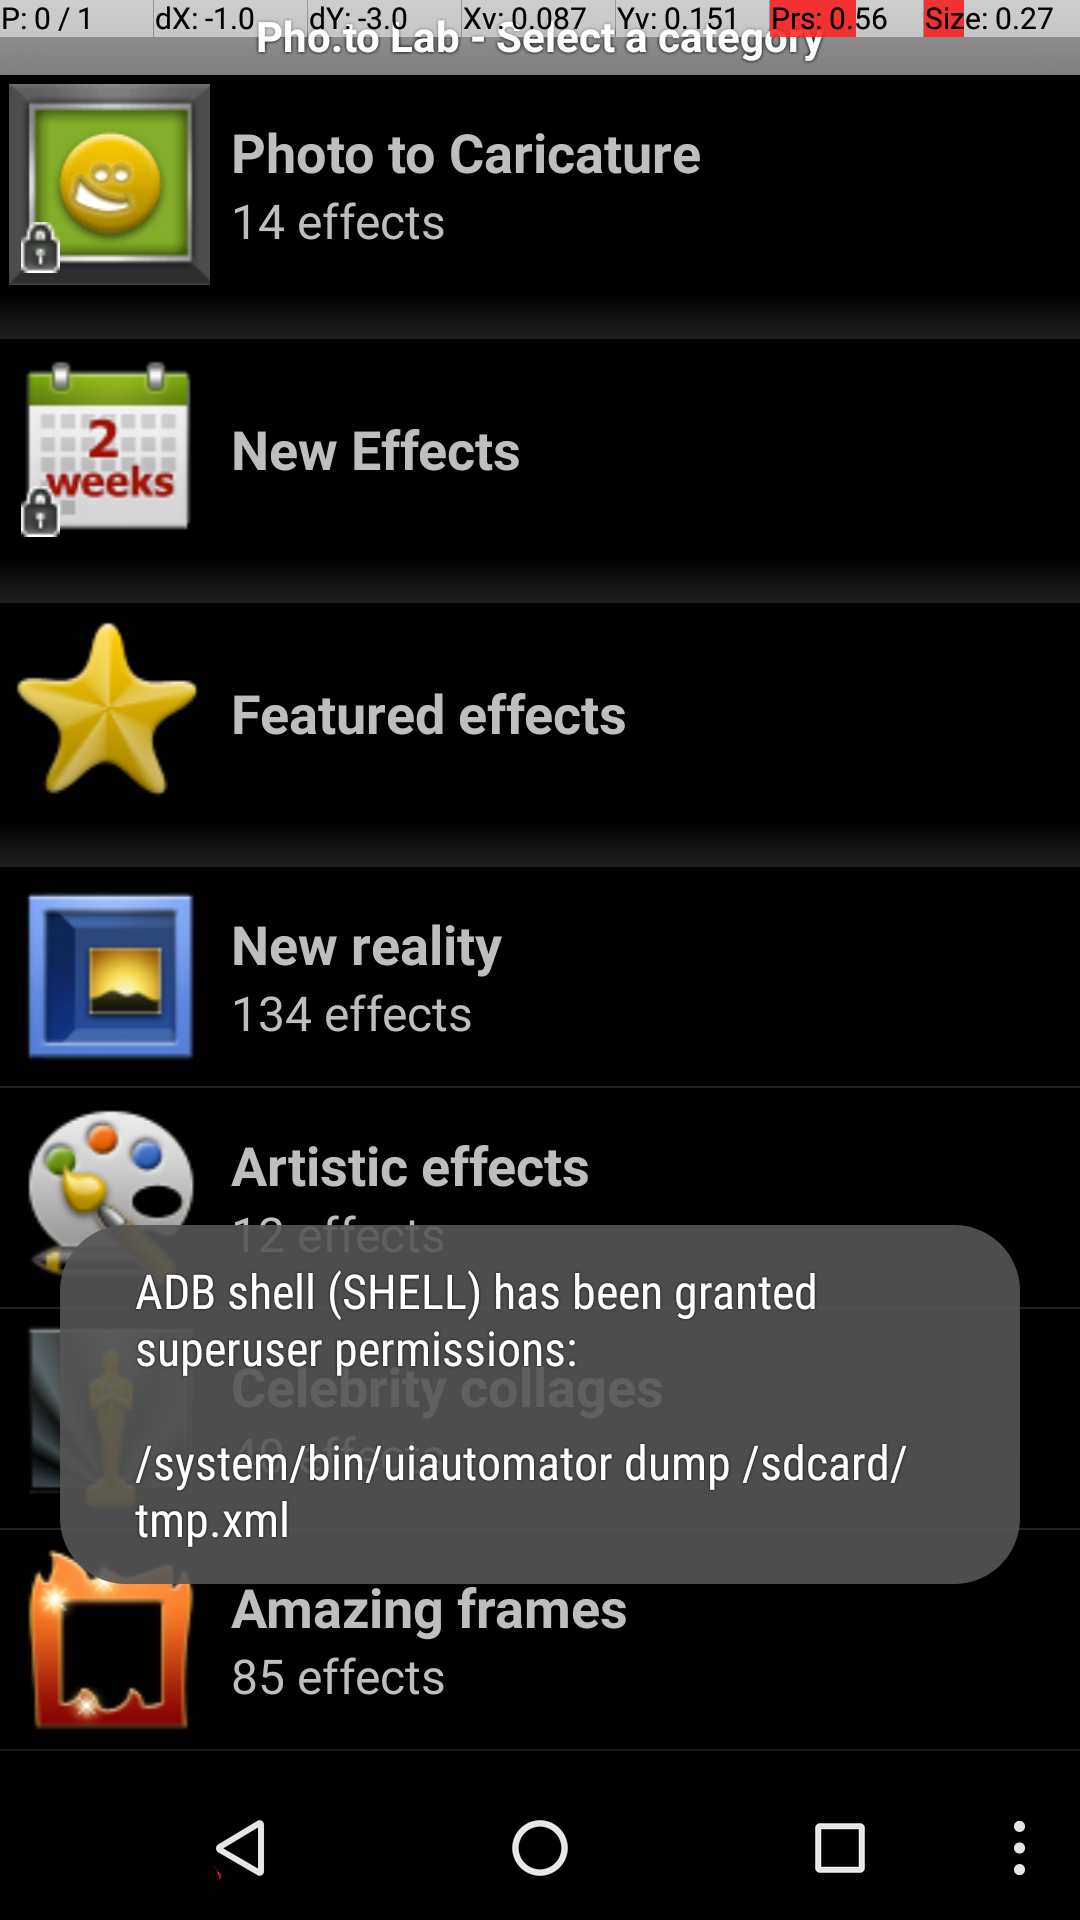 P: 0 / 1 dX: -1.0 dY: -3.0 Xv: 0.087 Yv: 0.151 Prs: 0.56 Size: 0.27
Pho.to Lab - Select a category
Photo to Caricature
14 effects
2
weeks
New Effects
Featured effects
New reality
134 effects
Artistic effects
12 effects
ADB shell (SHELL) has been granted
superuser permissions:
Celebrity collages
effects
/system/bin/uiautomator dump /sdcard/
tmp.xml
Amazing frames
85 effects